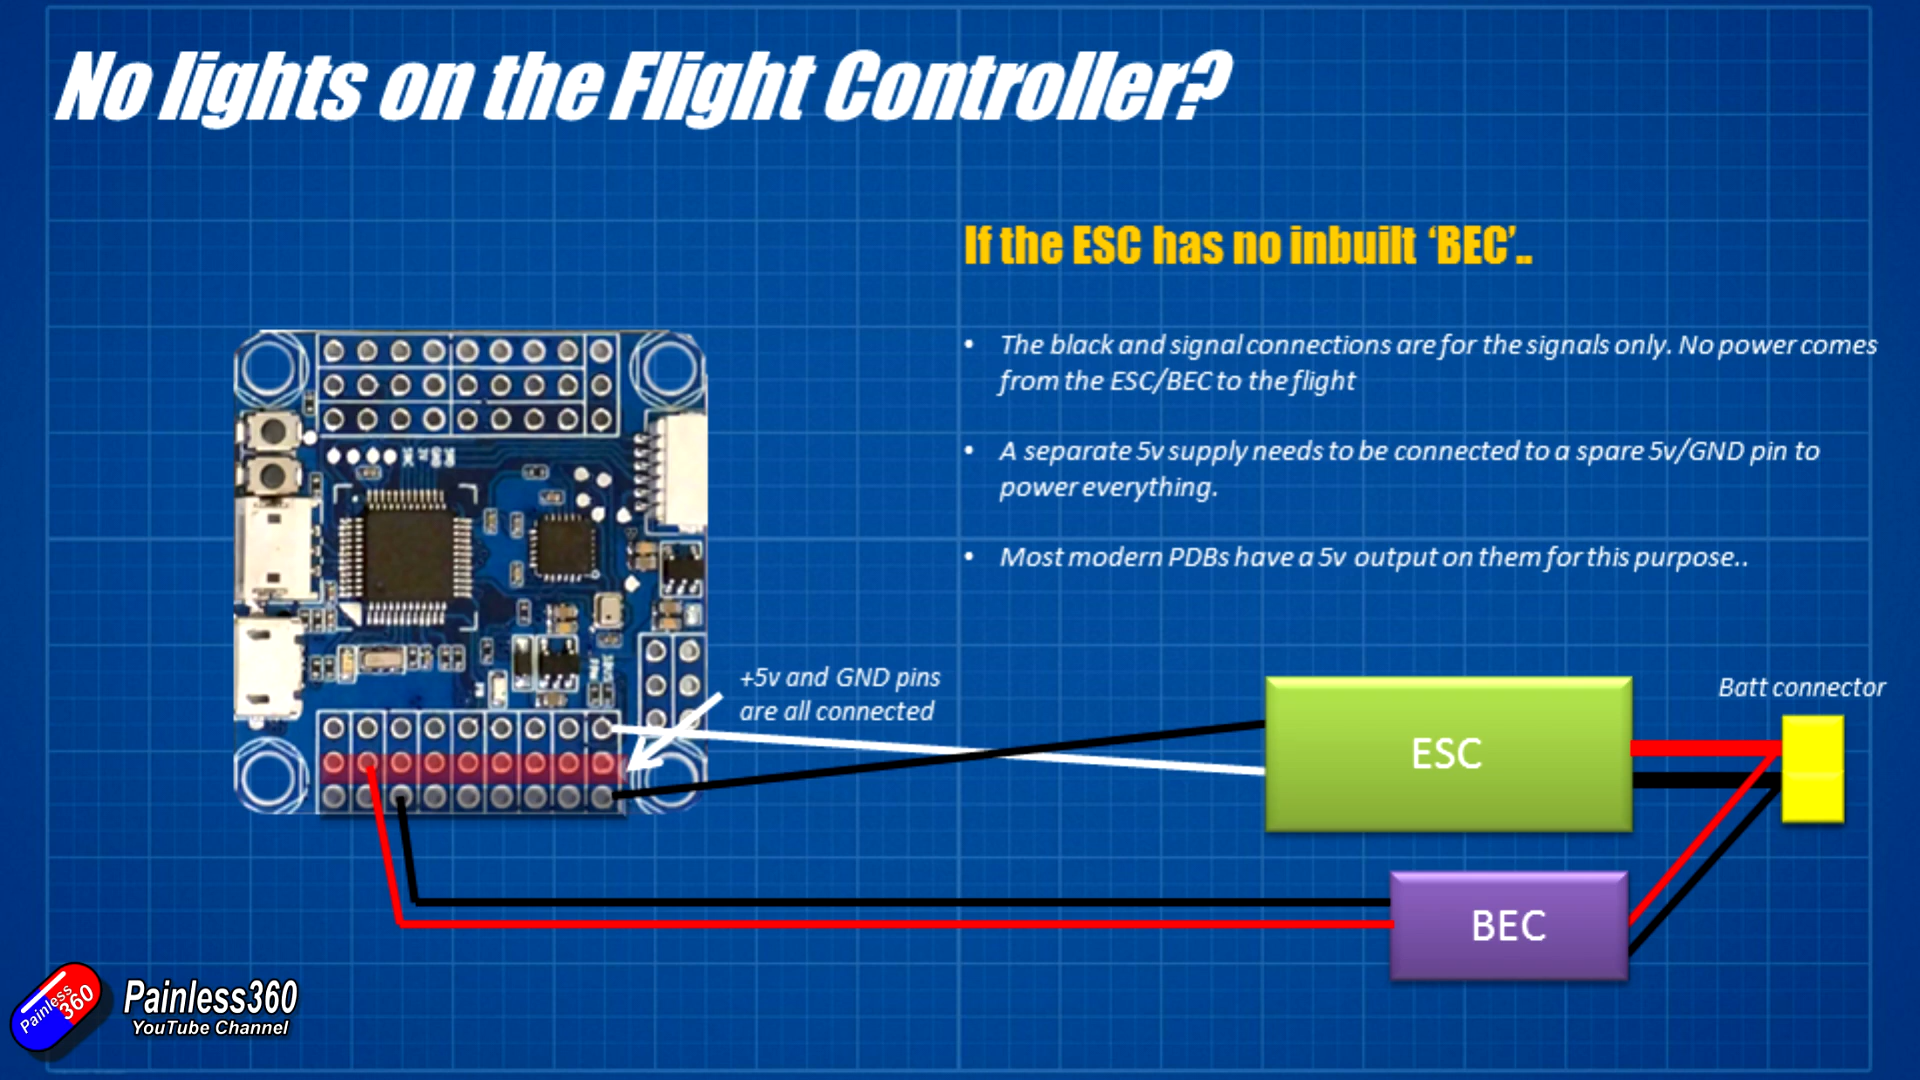 No lights on the Flight Controller?
If the ESC has no inbuilt ‘BEC’..
• The black and signal connections are for the signals only. No power comes
from the ESC/BEC to the flight
• A separate 5v supply needs to be connected to a spare 5v/GND pin to
power everything.
• Most modern PDBs have a 5v output on them for this purpose..
+5v and GND pins
are all connected
Batt connector
ESC
BEC
Painless
360
Painless360
YouTube Channel